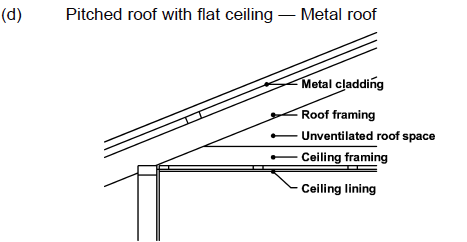 (d) Pitched roof with flat ceiling — Metal roof
Metal cladding
Roof framing
Unventilated roof space
Ceiling framing
Ceiling lining